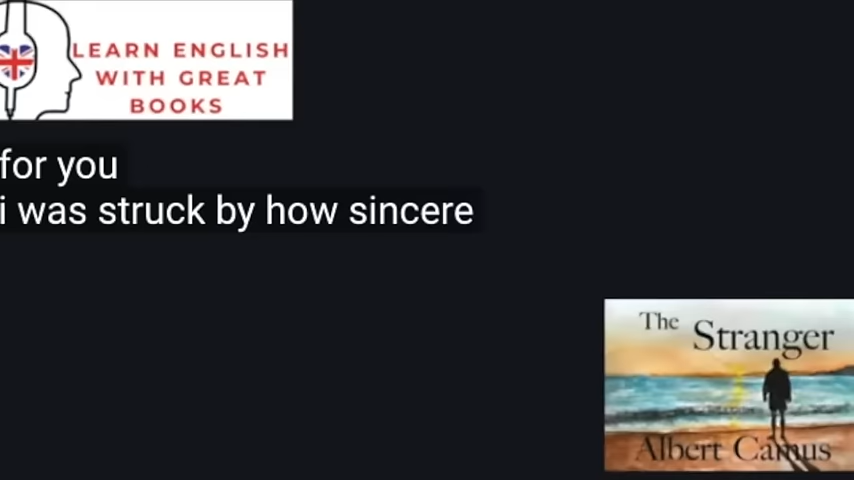 LEARN ENGLISH
WITH GREAT
BOOKS
for you
i was struck by how sincere
The Stranger
Albert Camus